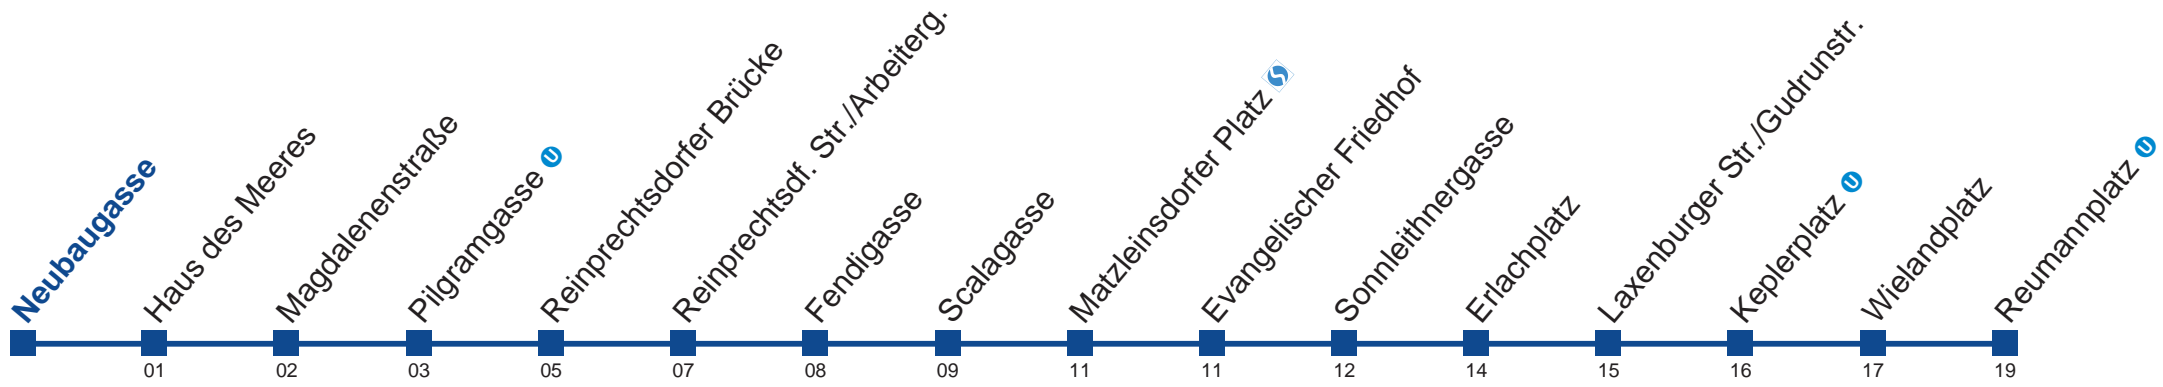 Neubaugasse
Haus des Meeres
Magdalenenstraße
Pilgramgasse U
Reinprechtsdorfer Brücke
Reinprechtsdf. Str./Arbeiterg.
Fendigasse
Scalagasse
Matzleinsdorfer Platz S
Evangelischer Friedhof
Sonnleithnergasse
Erlachplatz
Laxenburger Str./Gudrunstr.
Keplerplatz U
Wielandplatz
Reumannplatz U
01 02 03 05 07 08 09 11 11 12 14 15 16 17 19